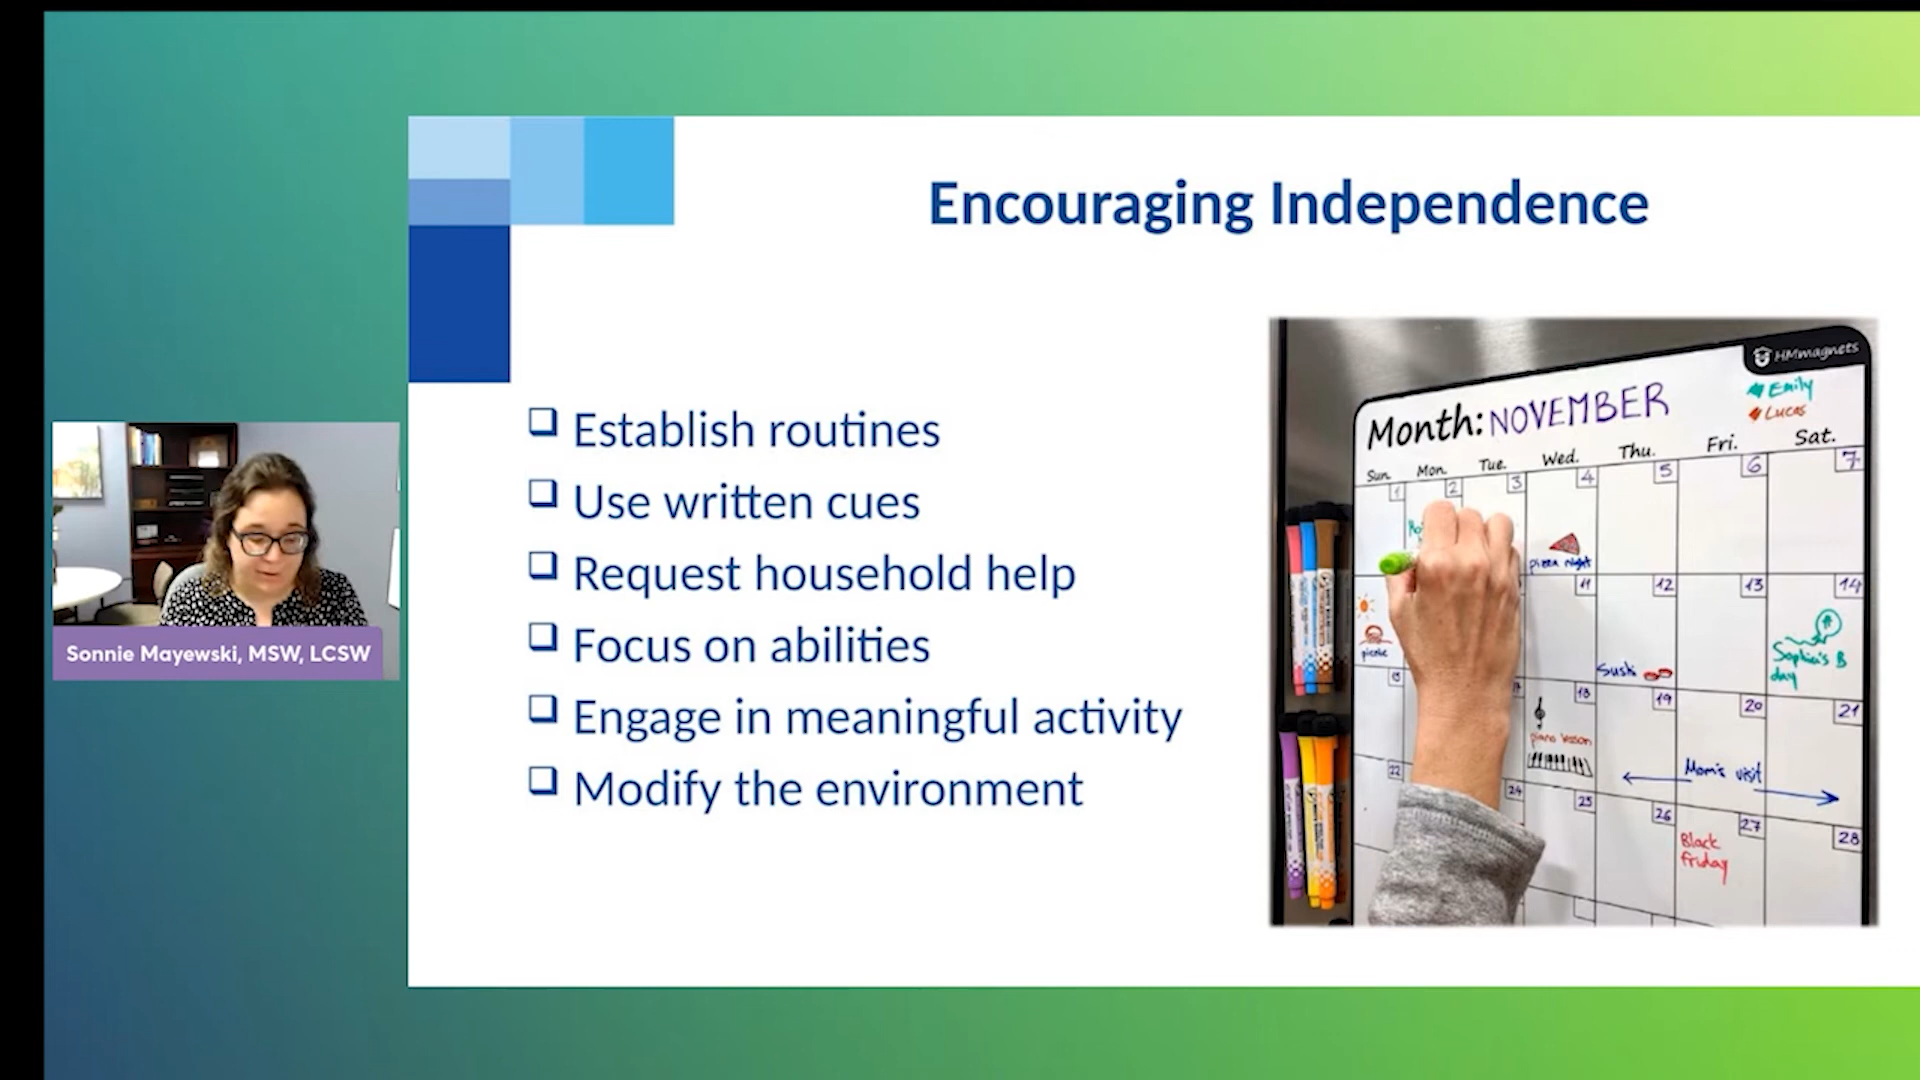 Encouraging Independence
Establish routines
Use written cues
Request household help
Focus on abilities
Engage in meaningful activity
Modify the environment
Sonnie Mayewski, MSW, LCSW
HMmagnets
Month: NOVEMBER
Emily
Lucas
Sun. Mon. Tue. Wed. Thu. Fri. Sat.
1 2 3 4 5 6 7
pizza night
11 12 13 14
picnic
Sushi
Sophia's B
day
15 18 19 20 21
piano lesson
Mom's visit
22 24 25 26 27 28
Black
friday